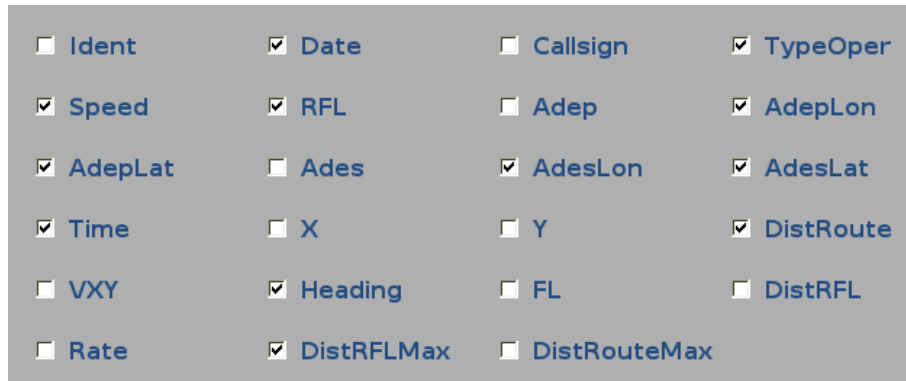 Ident Date Callsign TypeOper
Speed RFL Adep AdepLon
AdepLat Ades AdesLon AdesLat
Time X Y DistRoute
VXY Heading FL DistRFL
Rate DistRFLMax DistRouteMax